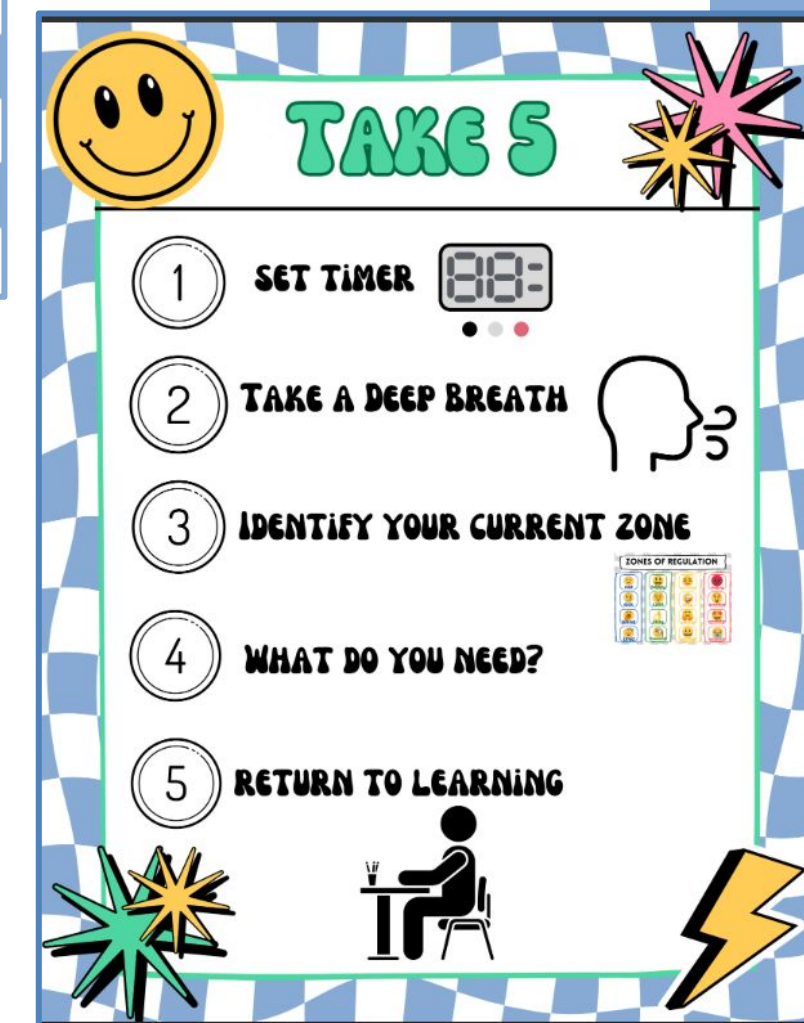 TAKE 5
1 SET TIMER
2 TAKE A DEEP BREATH
3 IDENTIFY YOUR CURRENT ZONE
ZONES OF REGULATION
4 WHAT DO YOU NEED?
5 RETURN TO LEARNING